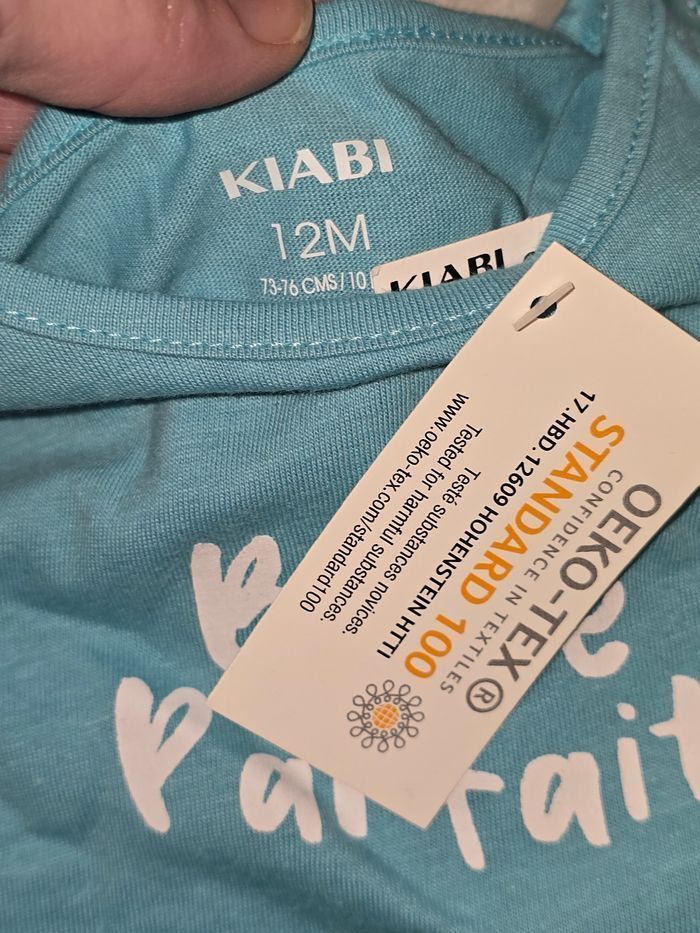 KIABI
12M
73-76 CMS / 10
KIABI
OEKO-TEX®
CONFIDENCE IN TEXTILES
STANDARD 100
17.HBD.12609 HOHENSTEIN HTTI
Testé substances novices.
Tested for harmful substances.
www.oeko-tex.com/standard100
Parfait